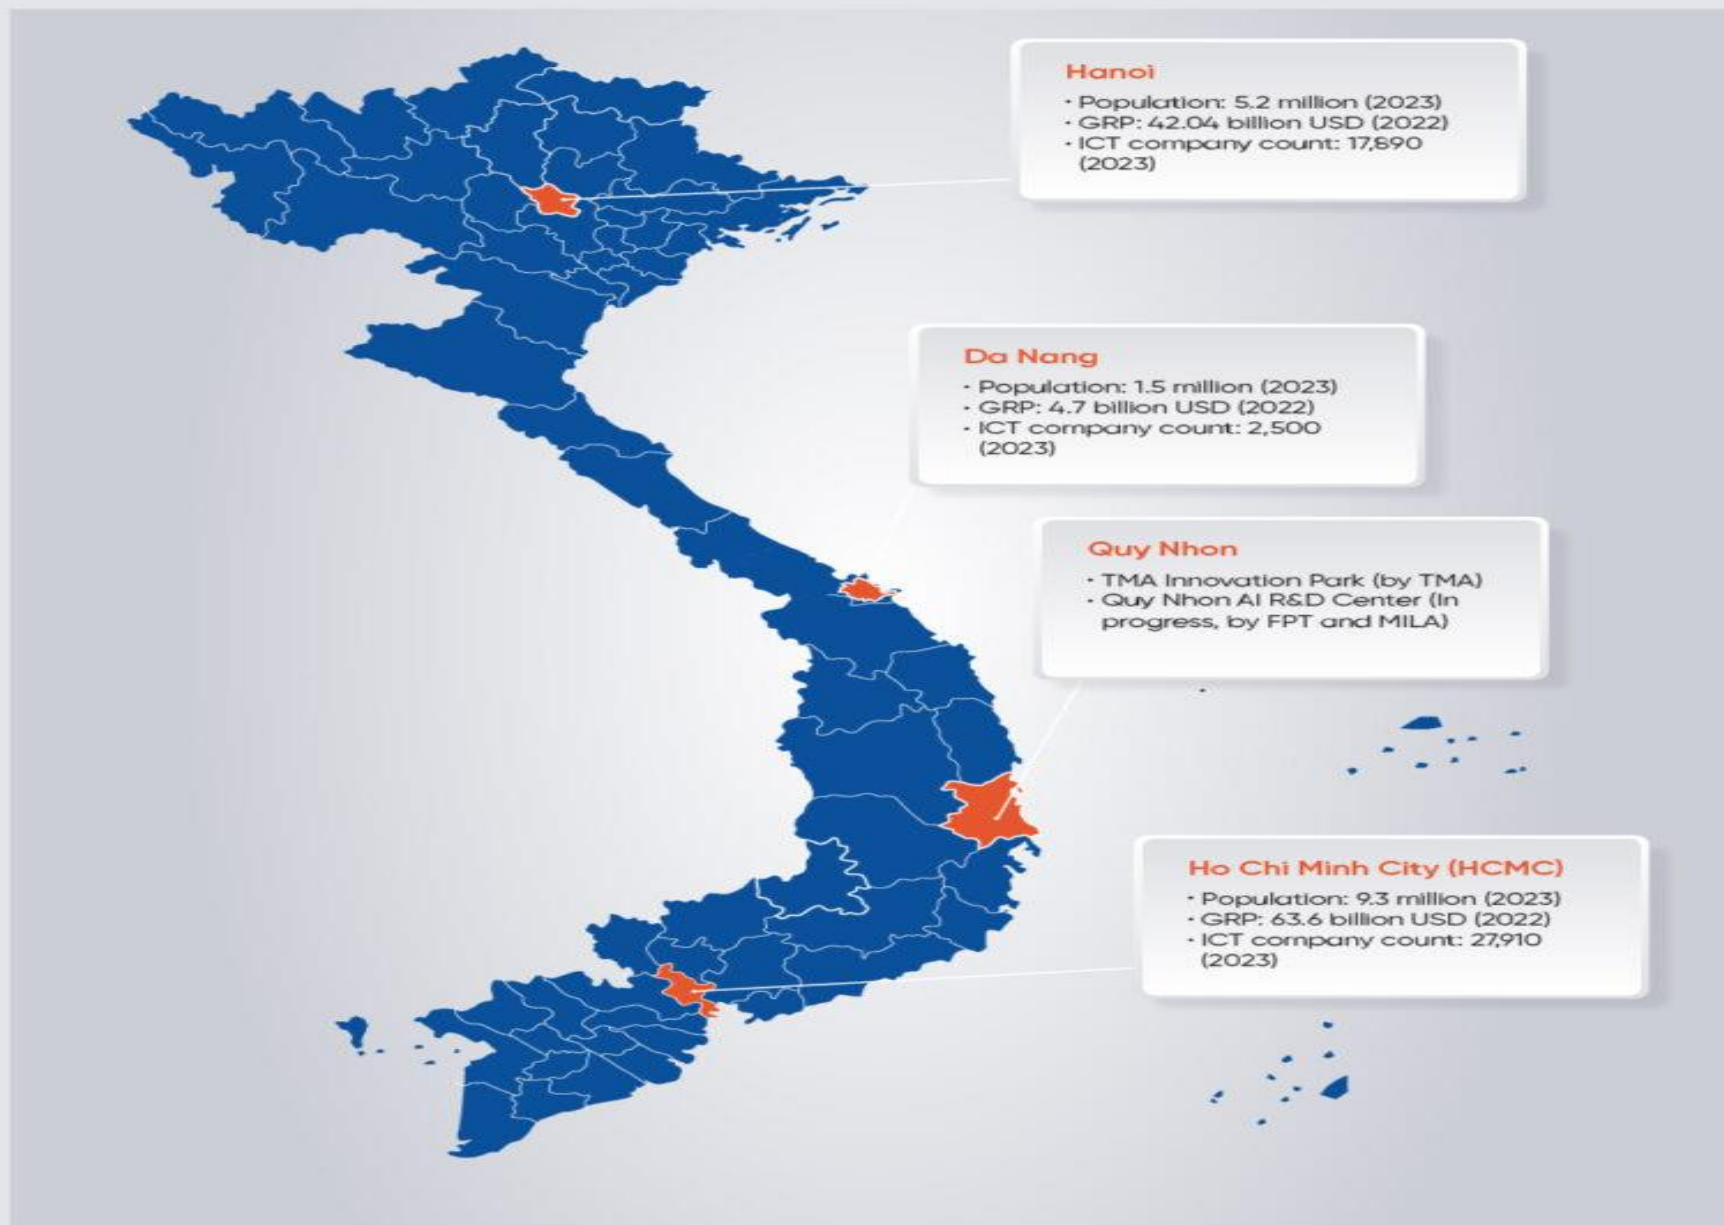 Hanoi
• Population: 5.2 million (2023)
• GRP: 42.04 billion USD (2022)
• ICT company count: 17,890
(2023)
Da Nang
• Population: 1.5 million (2023)
• GRP: 4.7 billion USD (2022)
• ICT company count: 2,500
(2023)
Quy Nhon
• TMA Innovation Park (by TMA)
• Quy Nhon AI R&D Center (In
progress, by FPT and MILA)
Ho Chi Minh City (HCMC)
• Population: 9.3 million (2023)
• GRP: 63.6 billion USD (2022)
• ICT company count: 27,910
(2023)